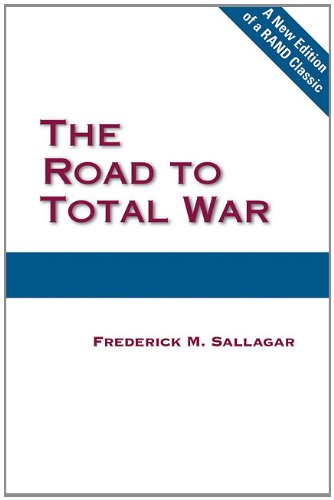 A New Edition
of a RAND Classic
THE
ROAD TO
TOTAL WAR
FREDERICK M. SALLAGAR